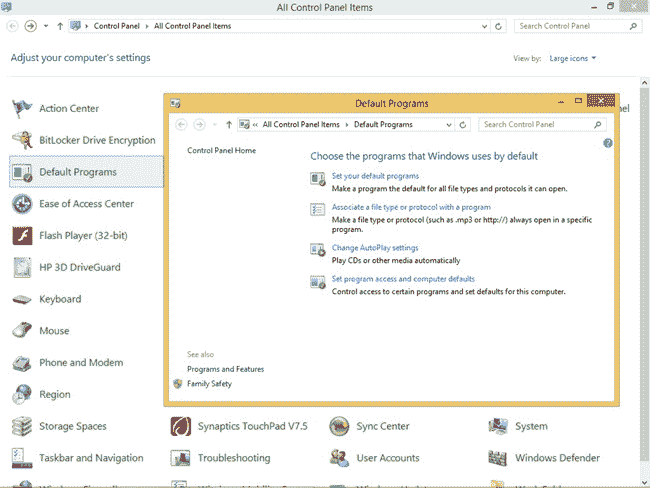 All Control Panel Items
Control Panel
All Control Panel Items
Search Control Panel
Adjust your computer's settings
View by:
Large icons
Action Center
BitLocker Drive Encryption
Default Programs
Ease of Access Center
Flash Player (32-bit)
HP 3D DriveGuard
Keyboard
Mouse
Phone and Modem
Region
Storage Spaces
Synaptics TouchPad V7.5
Sync Center
System
Taskbar and Navigation
Troubleshooting
User Accounts
Windows Defender
Default Programs
« All Control Panel Items
Default Programs
Search Control Panel
Control Panel Home
Choose the programs that Windows uses by default
Set your default programs
Make a program the default for all file types and protocols it can open.
Associate a file type or protocol with a program
Make a file type or protocol (such as .mp3 or http://) always open in a specific
program.
Change AutoPlay settings
Play CDs or other media automatically
Set program access and computer defaults
Control access to certain programs and set defaults for this computer.
See also
Programs and Features
Family Safety